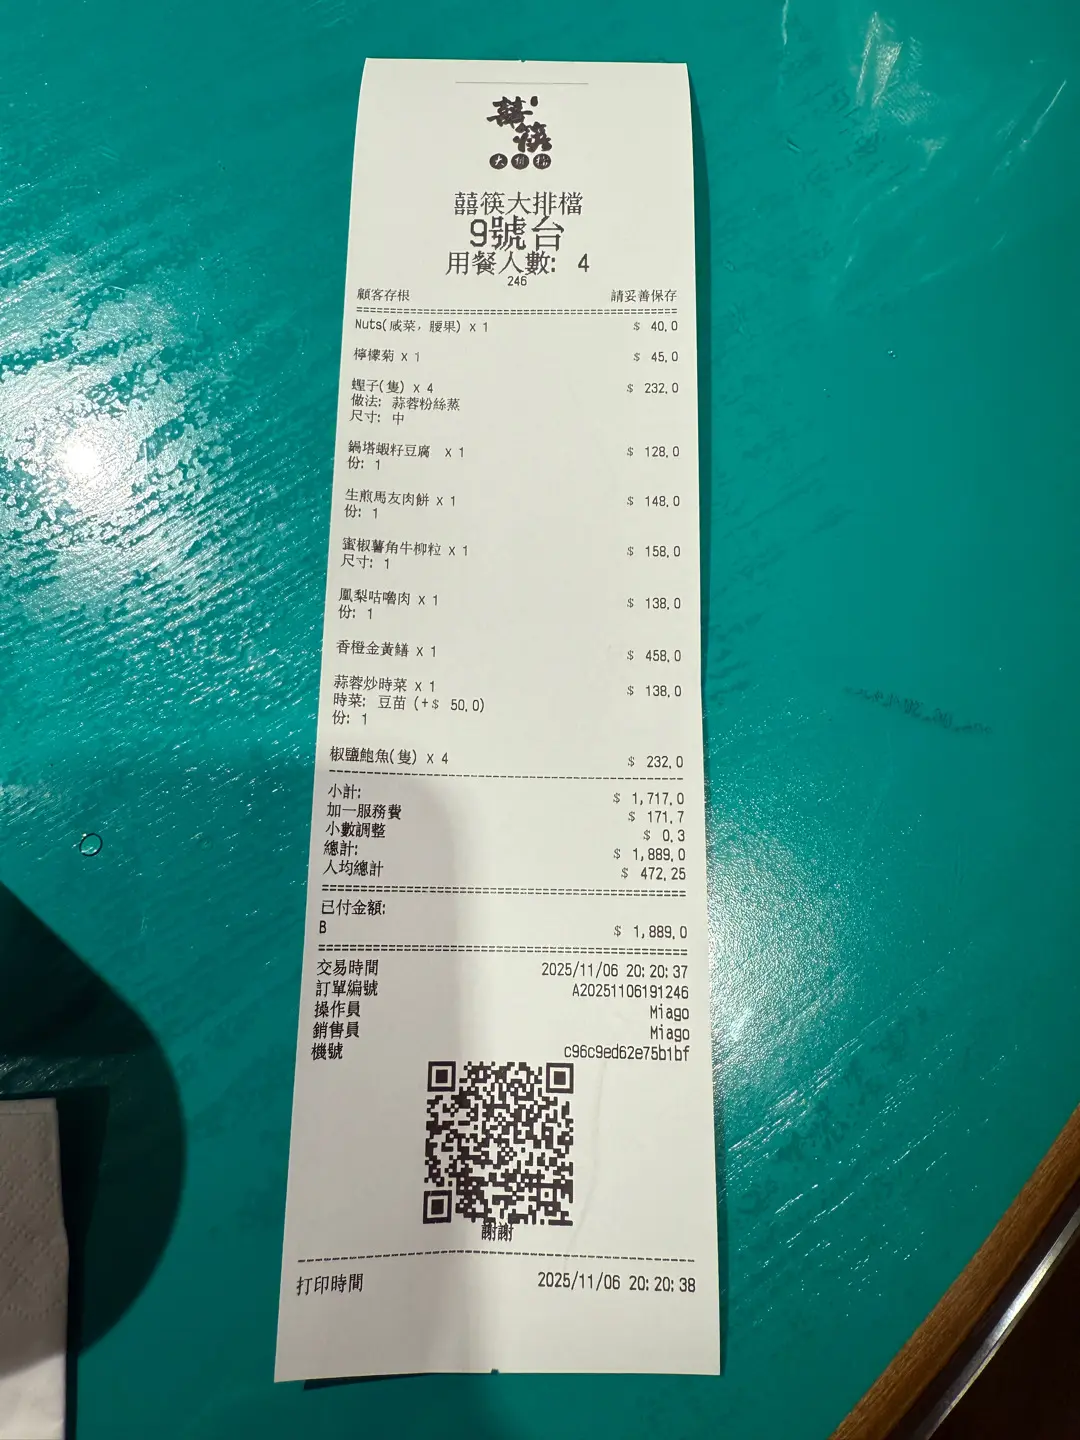 囍筷
大排檔
囍筷大排檔
9號台
用餐人數: 4
246
顧客存根 請妥善保存
Nuts(咸菜，腰果) x 1 $ 40.0
檸檬菊 x 1 $ 45.0
蟶子(隻) x 4 $ 232.0
做法: 蒜蓉粉絲蒸
尺寸: 中
鍋塔蝦籽豆腐 x 1 $ 128.0
份: 1
生煎馬友肉餅 x 1 $ 148.0
份: 1
蜜椒薯角牛柳粒 x 1 $ 158.0
尺寸: 1
鳳梨咕嚕肉 x 1 $ 138.0
份: 1
香橙金黃鱔 x 1 $ 458.0
蒜蓉炒時菜 x 1 $ 138.0
時菜: 豆苗 (+$ 50.0)
份: 1
椒鹽鮑魚(隻) x 4 $ 232.0
小計: $ 1,717.0
加一服務費 $ 171.7
小數調整 $ 0.3
總計: $ 1,889.0
人均總計 $ 472.25
已付金額:
B $ 1,889.0
交易時間 2025/11/06 20:20:37
訂單編號 A20251106191246
操作員 Miago
銷售員 Miago
機號 c96c9ed62e75b1bf
謝謝
打印時間 2025/11/06 20:20:38